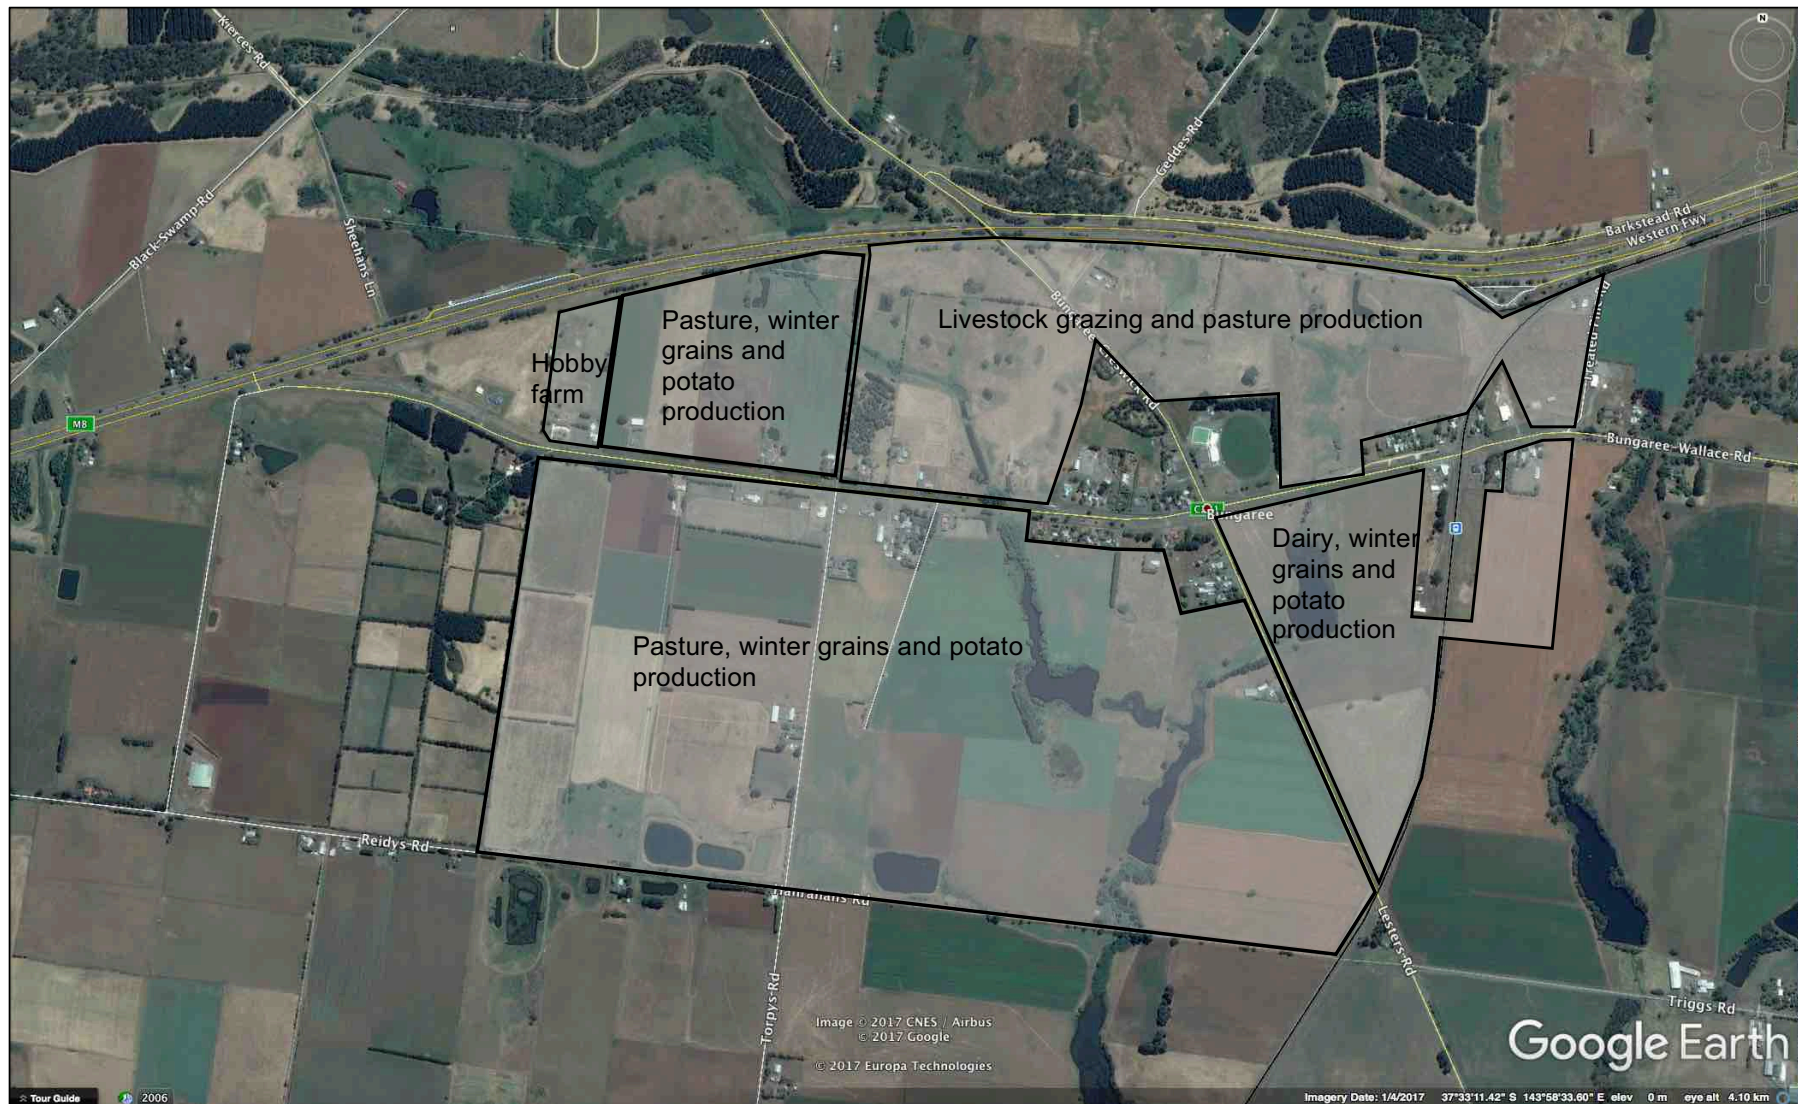 N
Kierces-Rd
Geddes-Rd
Black-Swamp-Rd
Sheehans Ln
Barkstead Rd
Western Fwy
M8
Hobby
farm
Pasture, winter
grains and
potato
production
Livestock grazing and pasture production
Bungaree-Wallace Rd
Bungaree
Dairy, winter
grains and
potato
production
Pasture, winter grains and potato
production
Reidys Rd
Lesters Rd
Torpys-Rd
Triggs Rd
Image © 2017 CNES / Airbus
© 2017 Google
© 2017 Europa Technologies
Google Earth
Tour Guide
2006
Imagery Date: 1/4/2017 37°33'11.42" S 143°58'33.60" E elev 0 m eye alt 4.10 km